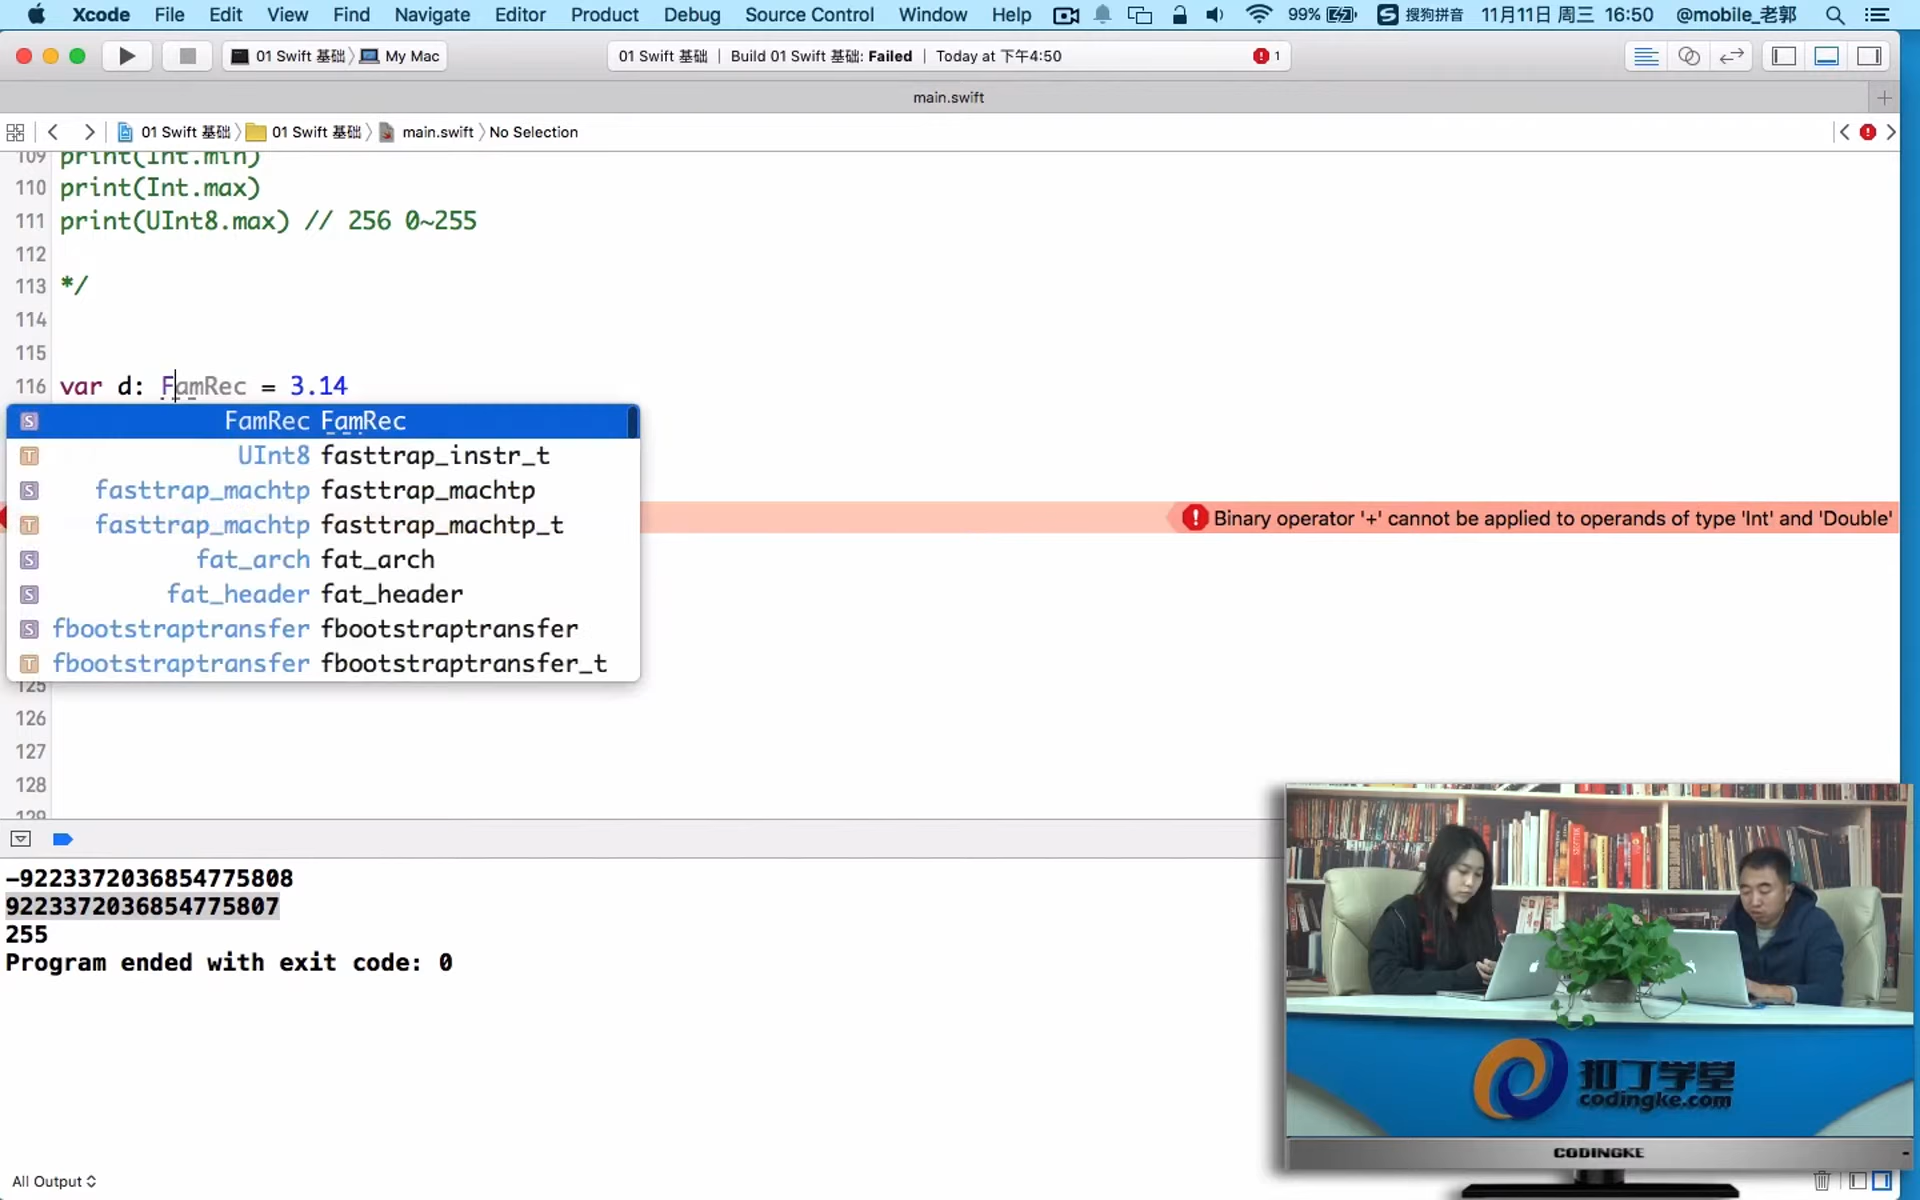 Xcode File Edit View Find Navigate Editor Product Debug Source Control Window Help 99% S 搜狗拼音 11月11日 周三 16:50 @mobile_老郭
01 Swift 基础 My Mac
01 Swift 基础 | Build 01 Swift 基础: Failed | Today at 下午4:50 1
main.swift
01 Swift 基础 01 Swift 基础 main.swift No Selection
109 print(Int.min)
110 print(Int.max)
111 print(UInt8.max) // 256 0~255
112
113 */
114
115
116 var d: FamRec = 3.14
S FamRec FamRec
T UInt8 fasttrap_instr_t
S fasttrap_machtp fasttrap_machtp
T fasttrap_machtp fasttrap_machtp_t
Binary operator '+' cannot be applied to operands of type 'Int' and 'Double'
S fat_arch fat_arch
S fat_header fat_header
S fbootstraptransfer fbootstraptransfer
T fbootstraptransfer fbootstraptransfer_t
125
126
127
128
129
-9223372036854775808
9223372036854775807
255
Program ended with exit code: 0
扣丁学堂
codingke.com
CODINGKE
All Output